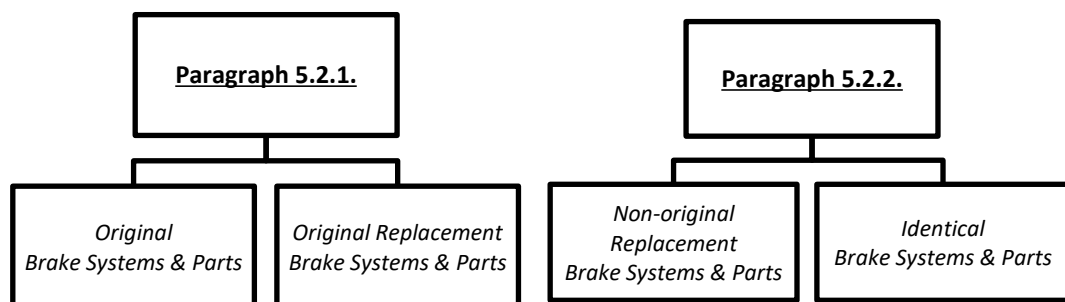 Paragraph 5.2.1.
Original
Brake Systems & Parts
Original Replacement
Brake Systems & Parts
Paragraph 5.2.2.
Non-original
Replacement
Brake Systems & Parts
Identical
Brake Systems & Parts